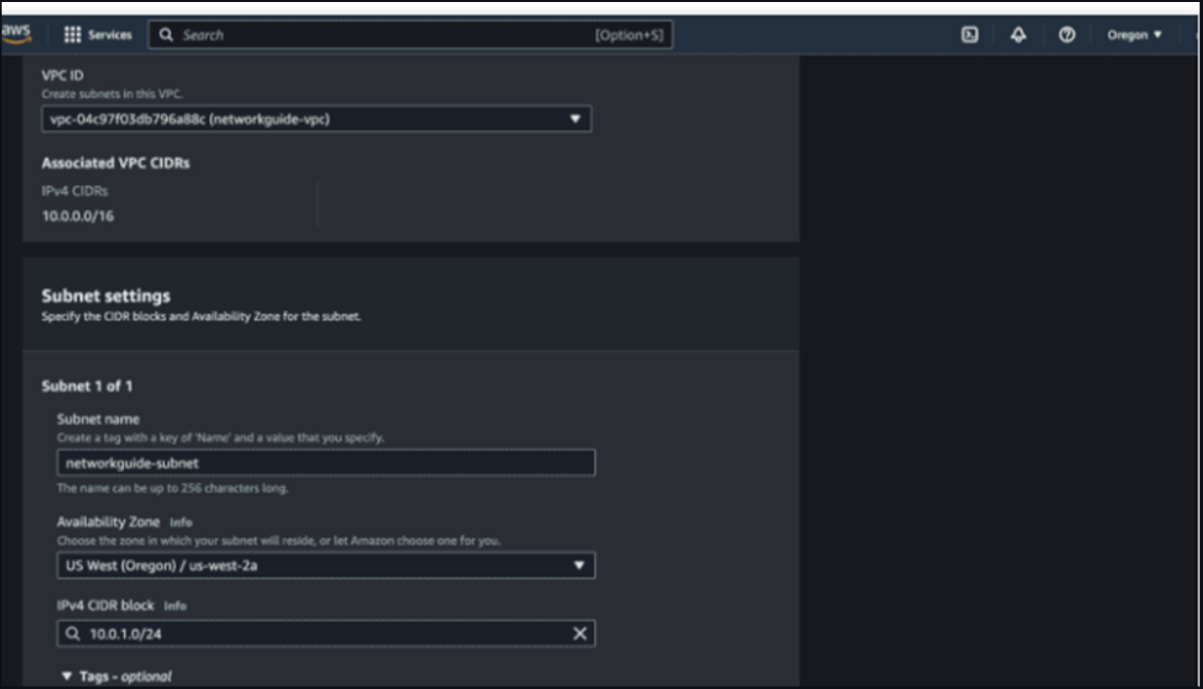 aws
Services
Search
[Option+S]
Oregon
VPC ID
Create subnets in this VPC.
vpc-04c97f03db796a88c (networkguide-vpc)
Associated VPC CIDRs
IPv4 CIDRs
10.0.0.0/16
Subnet settings
Specify the CIDR blocks and Availability Zone for the subnet.
Subnet 1 of 1
Subnet name
Create a tag with a key of 'Name' and a value that you specify.
networkguide-subnet
The name can be up to 256 characters long.
Availability Zone Info
Choose the zone in which your subnet will reside, or let Amazon choose one for you.
US West (Oregon) / us-west-2a
IPv4 CIDR block Info
10.0.1.0/24
Tags - optional